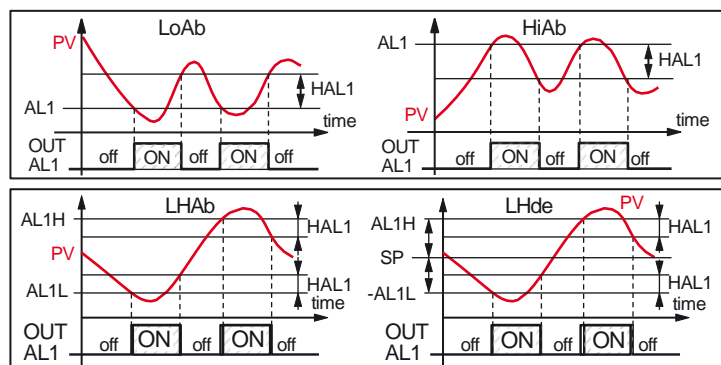 LoAb
PV
HAL1
AL1
time
OUT
AL1
off ON off ON off
HiAb
AL1
HAL1
PV
time
OUT
AL1
off ON off ON off
LHAb
AL1H
HAL1
PV
HAL1
AL1L
time
OUT
AL1
off ON off ON off
LHde
PV
AL1H
HAL1
SP
HAL1
-AL1L
time
OUT
AL1
off ON off ON off